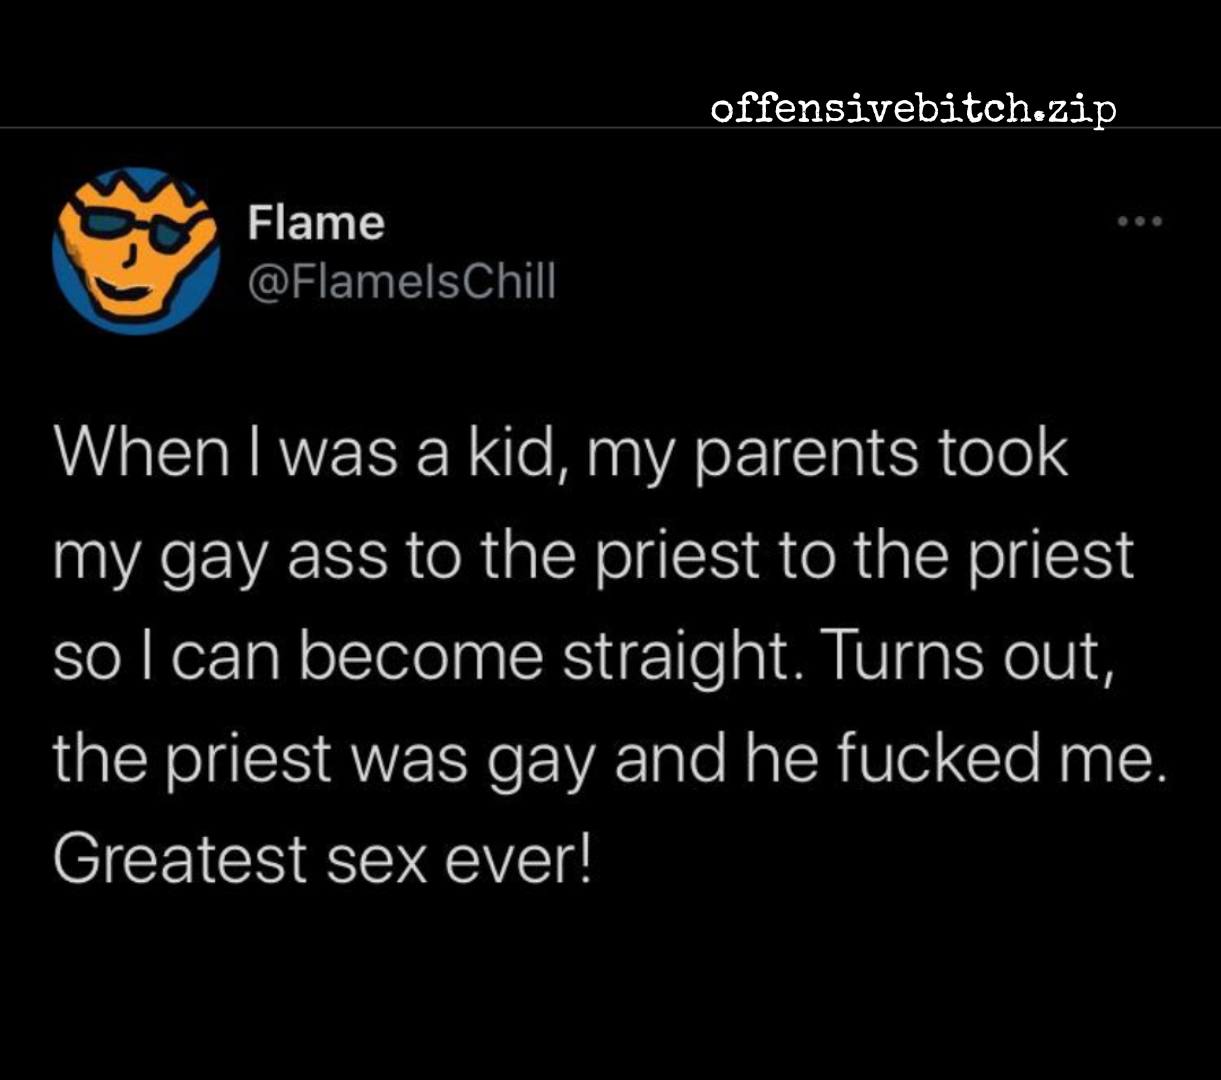 offensivebitch.zip
Flame
@FlameIsChill
When I was a kid, my parents took
my gay ass to the priest to the priest
so I can become straight. Turns out,
the priest was gay and he fucked me.
Greatest sex ever!